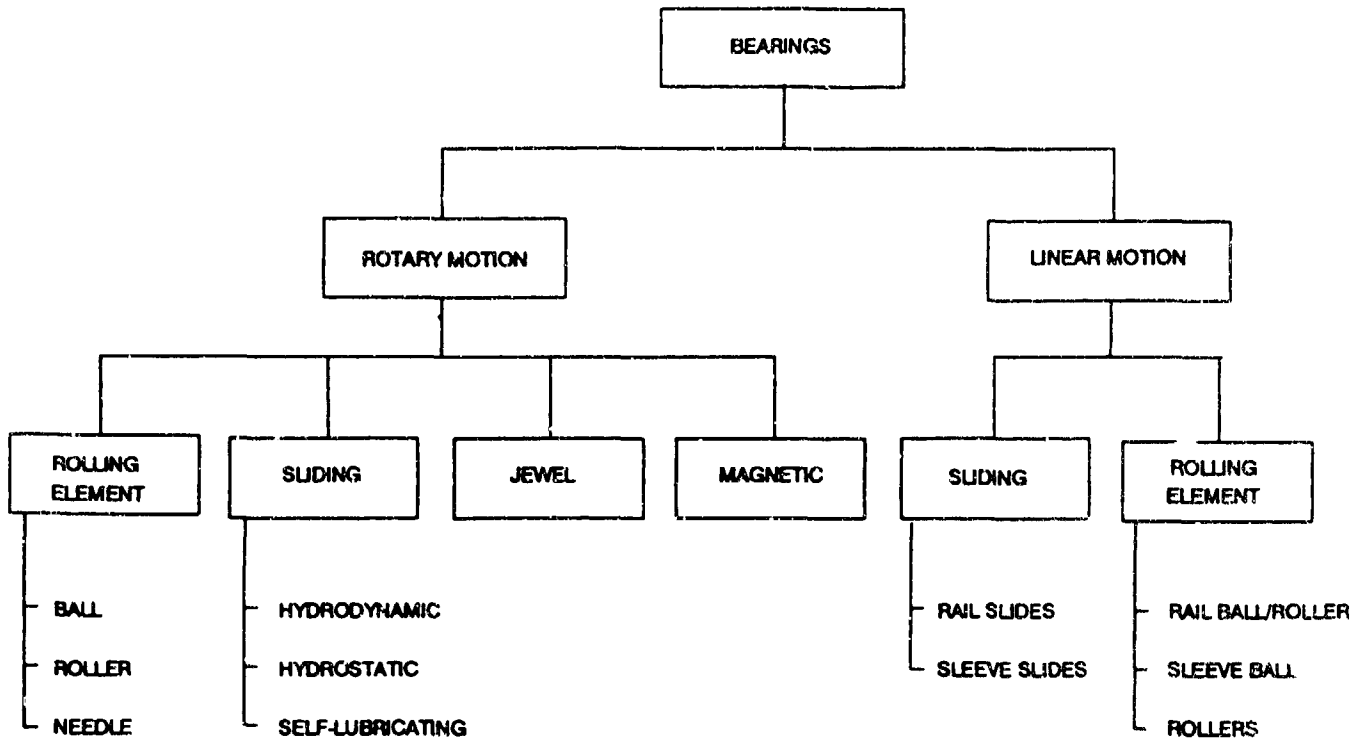 BEARINGS
ROTARY MOTION
LINEAR MOTION
ROLLING
ELEMENT
SLIDING
JEWEL
MAGNETIC
SLIDING
ROLLING
ELEMENT
BALL
ROLLER
NEEDLE
HYDRODYNAMIC
HYDROSTATIC
SELF-LUBRICATING
RAIL SLIDES
SLEEVE SLIDES
RAIL BALL/ROLLER
SLEEVE BALL
ROLLERS